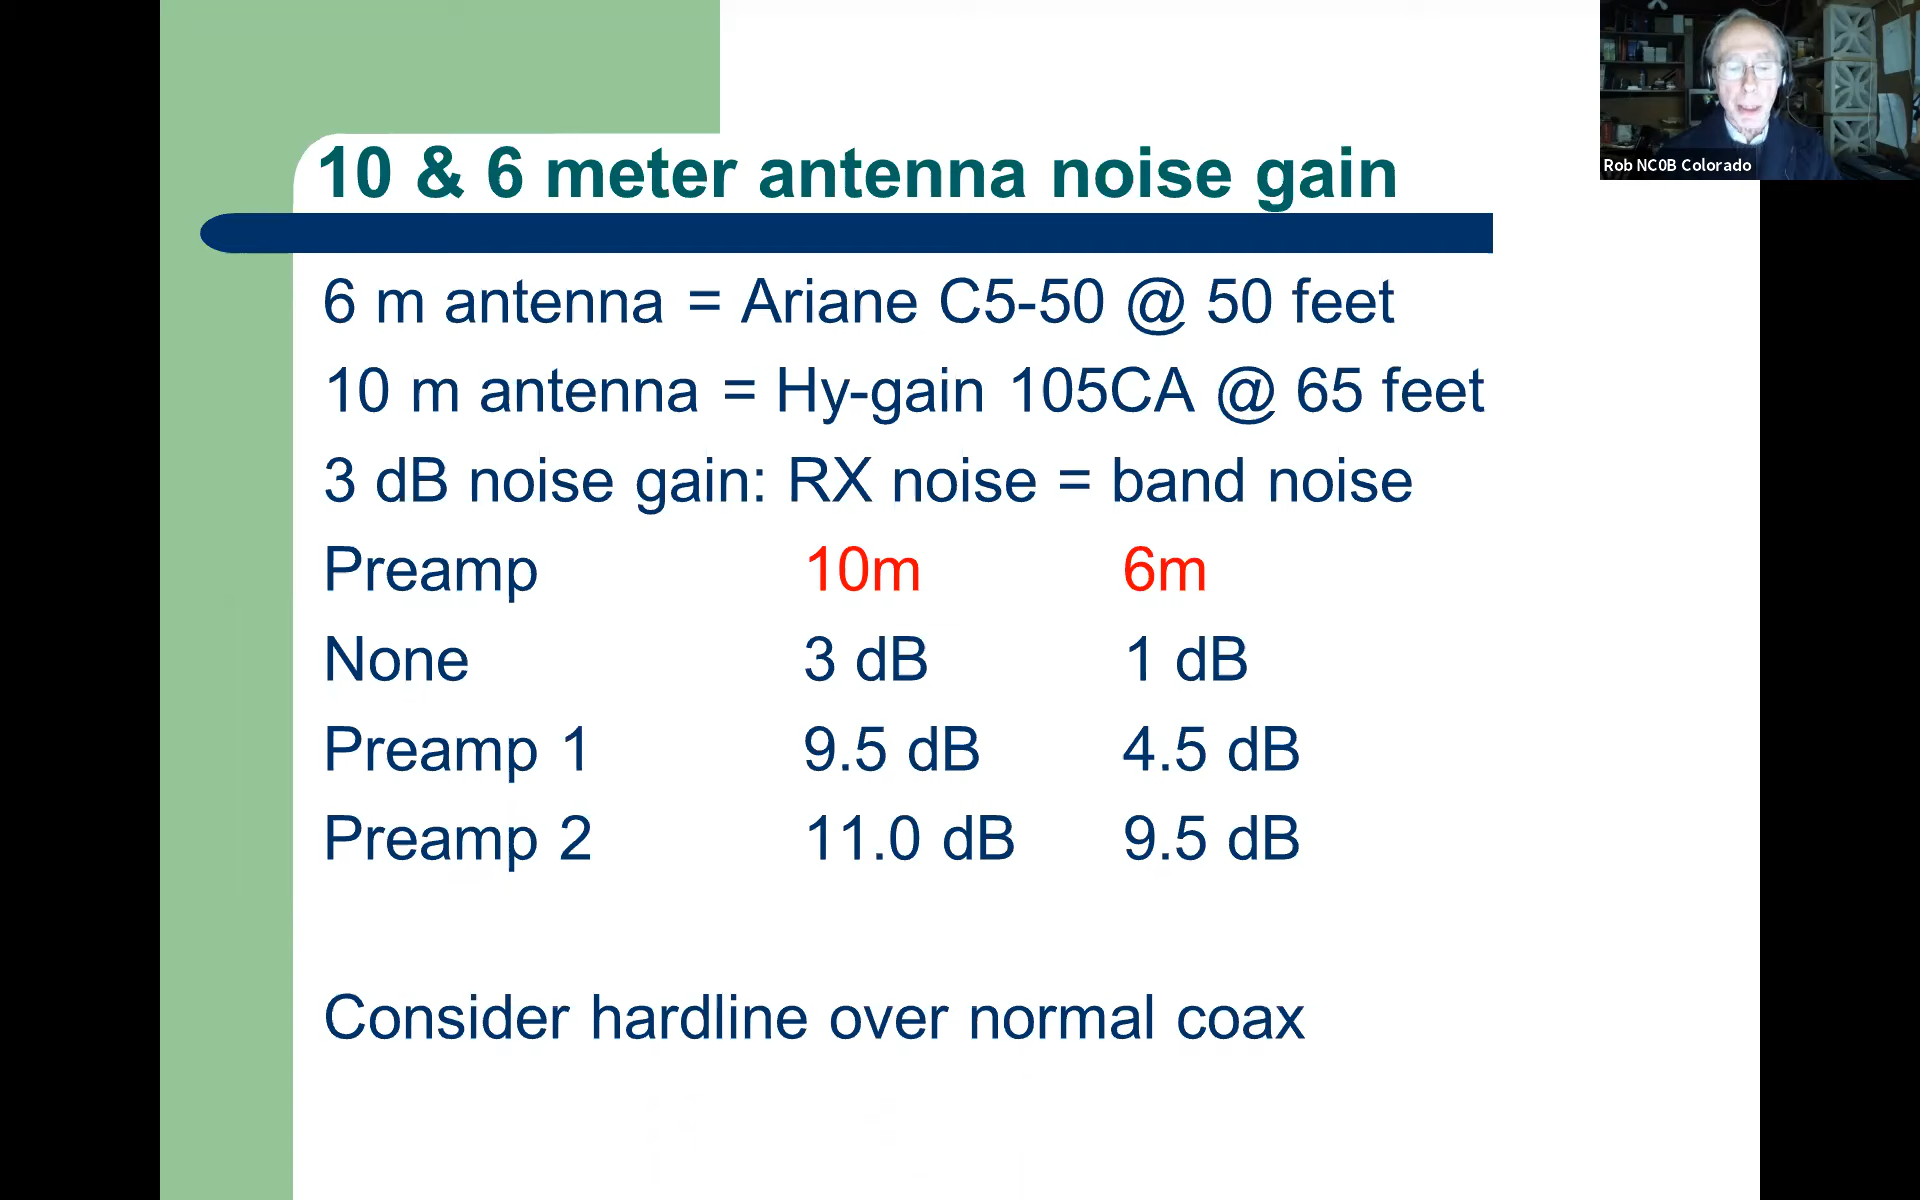 10 & 6 meter antenna noise gain
Rob NC0B Colorado
6 m antenna = Ariane C5-50 @ 50 feet
10 m antenna = Hy-gain 105CA @ 65 feet
3 dB noise gain: RX noise = band noise
Preamp 10m 6m
None 3 dB 1 dB
Preamp 1 9.5 dB 4.5 dB
Preamp 2 11.0 dB 9.5 dB
Consider hardline over normal coax